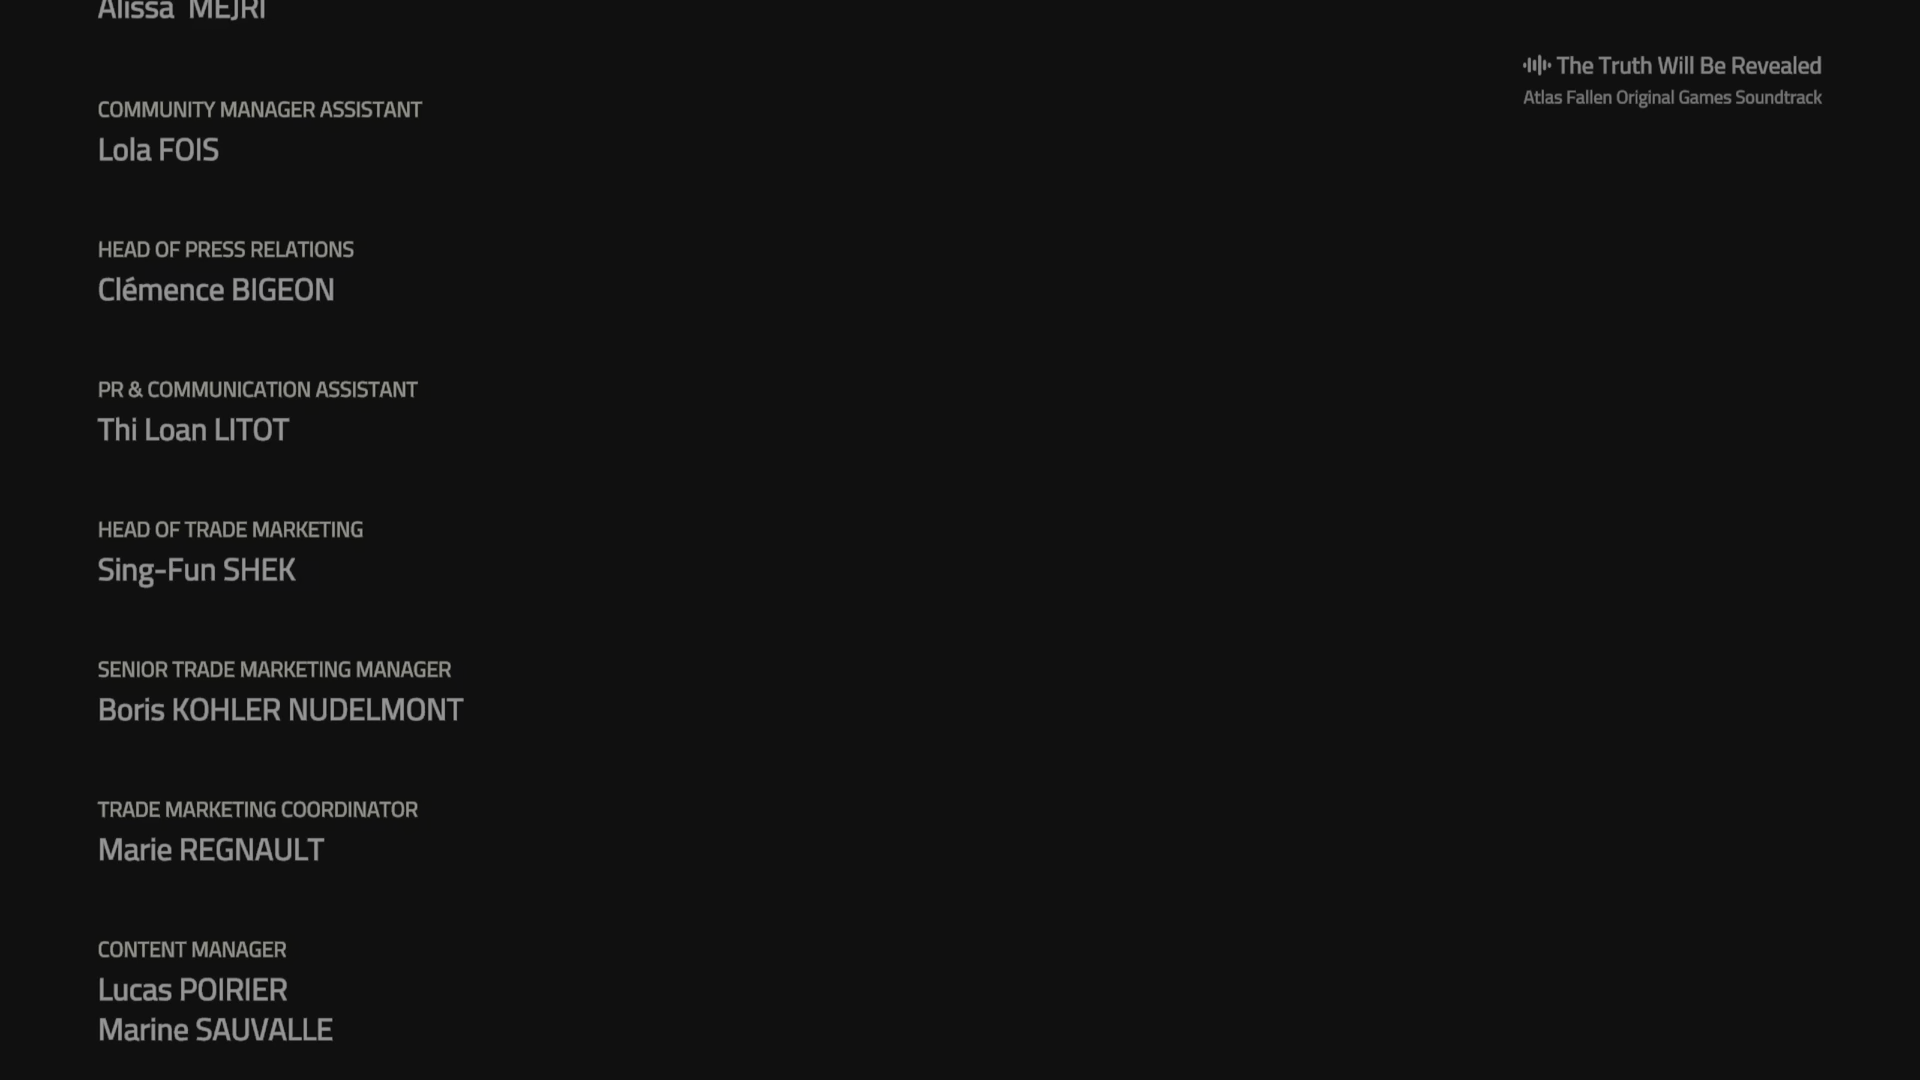 Alissa MEJRI
The Truth Will Be Revealed
Atlas Fallen Original Games Soundtrack
COMMUNITY MANAGER ASSISTANT
Lola FOIS
HEAD OF PRESS RELATIONS
Clémence BIGEON
PR & COMMUNICATION ASSISTANT
Thi Loan LITOT
HEAD OF TRADE MARKETING
Sing-Fun SHEK
SENIOR TRADE MARKETING MANAGER
Boris KOHLER NUDELMONT
TRADE MARKETING COORDINATOR
Marie REGNAULT
CONTENT MANAGER
Lucas POIRIER
Marine SAUVALLE